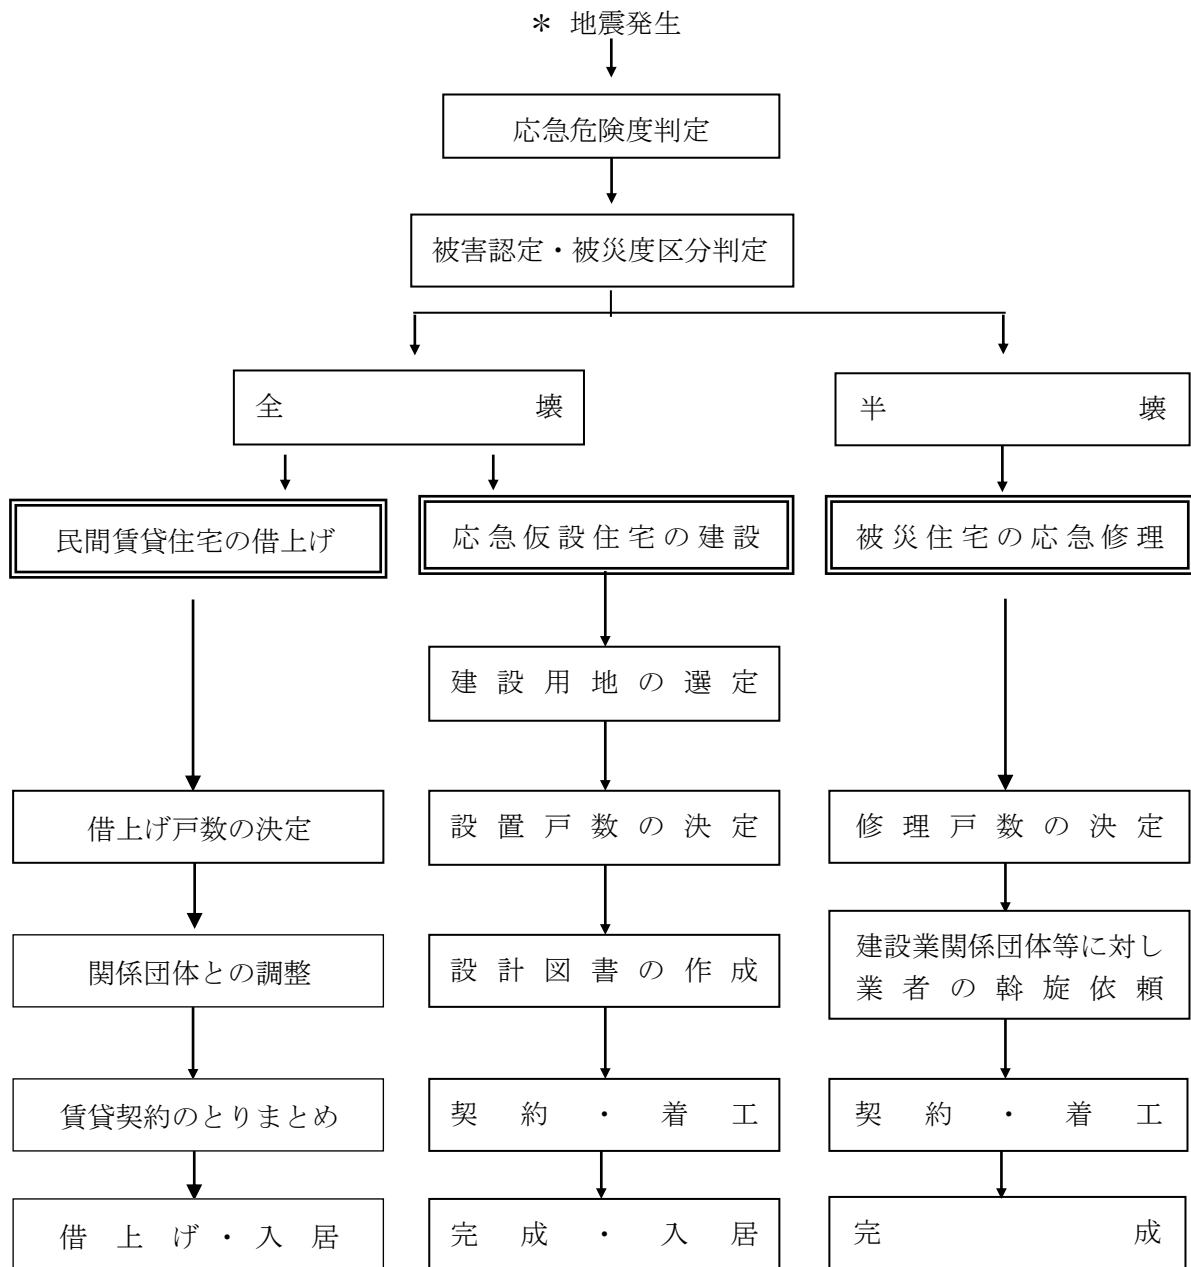 ＊ 地震発生
応急危険度判定
被害認定・被災度区分判定
全壊
半壊
民間賃貸住宅の借上げ
応急仮設住宅の建設
被災住宅の応急修理
建設用地の選定
借上げ戸数の決定
設置戸数の決定
修理戸数の決定
関係団体との調整
設計図書の作成
建設業関係団体等に対し
業者の斡旋依頼
賃貸契約のとりまとめ
契約・着工
契約・着工
借上げ・入居
完成・入居
完成